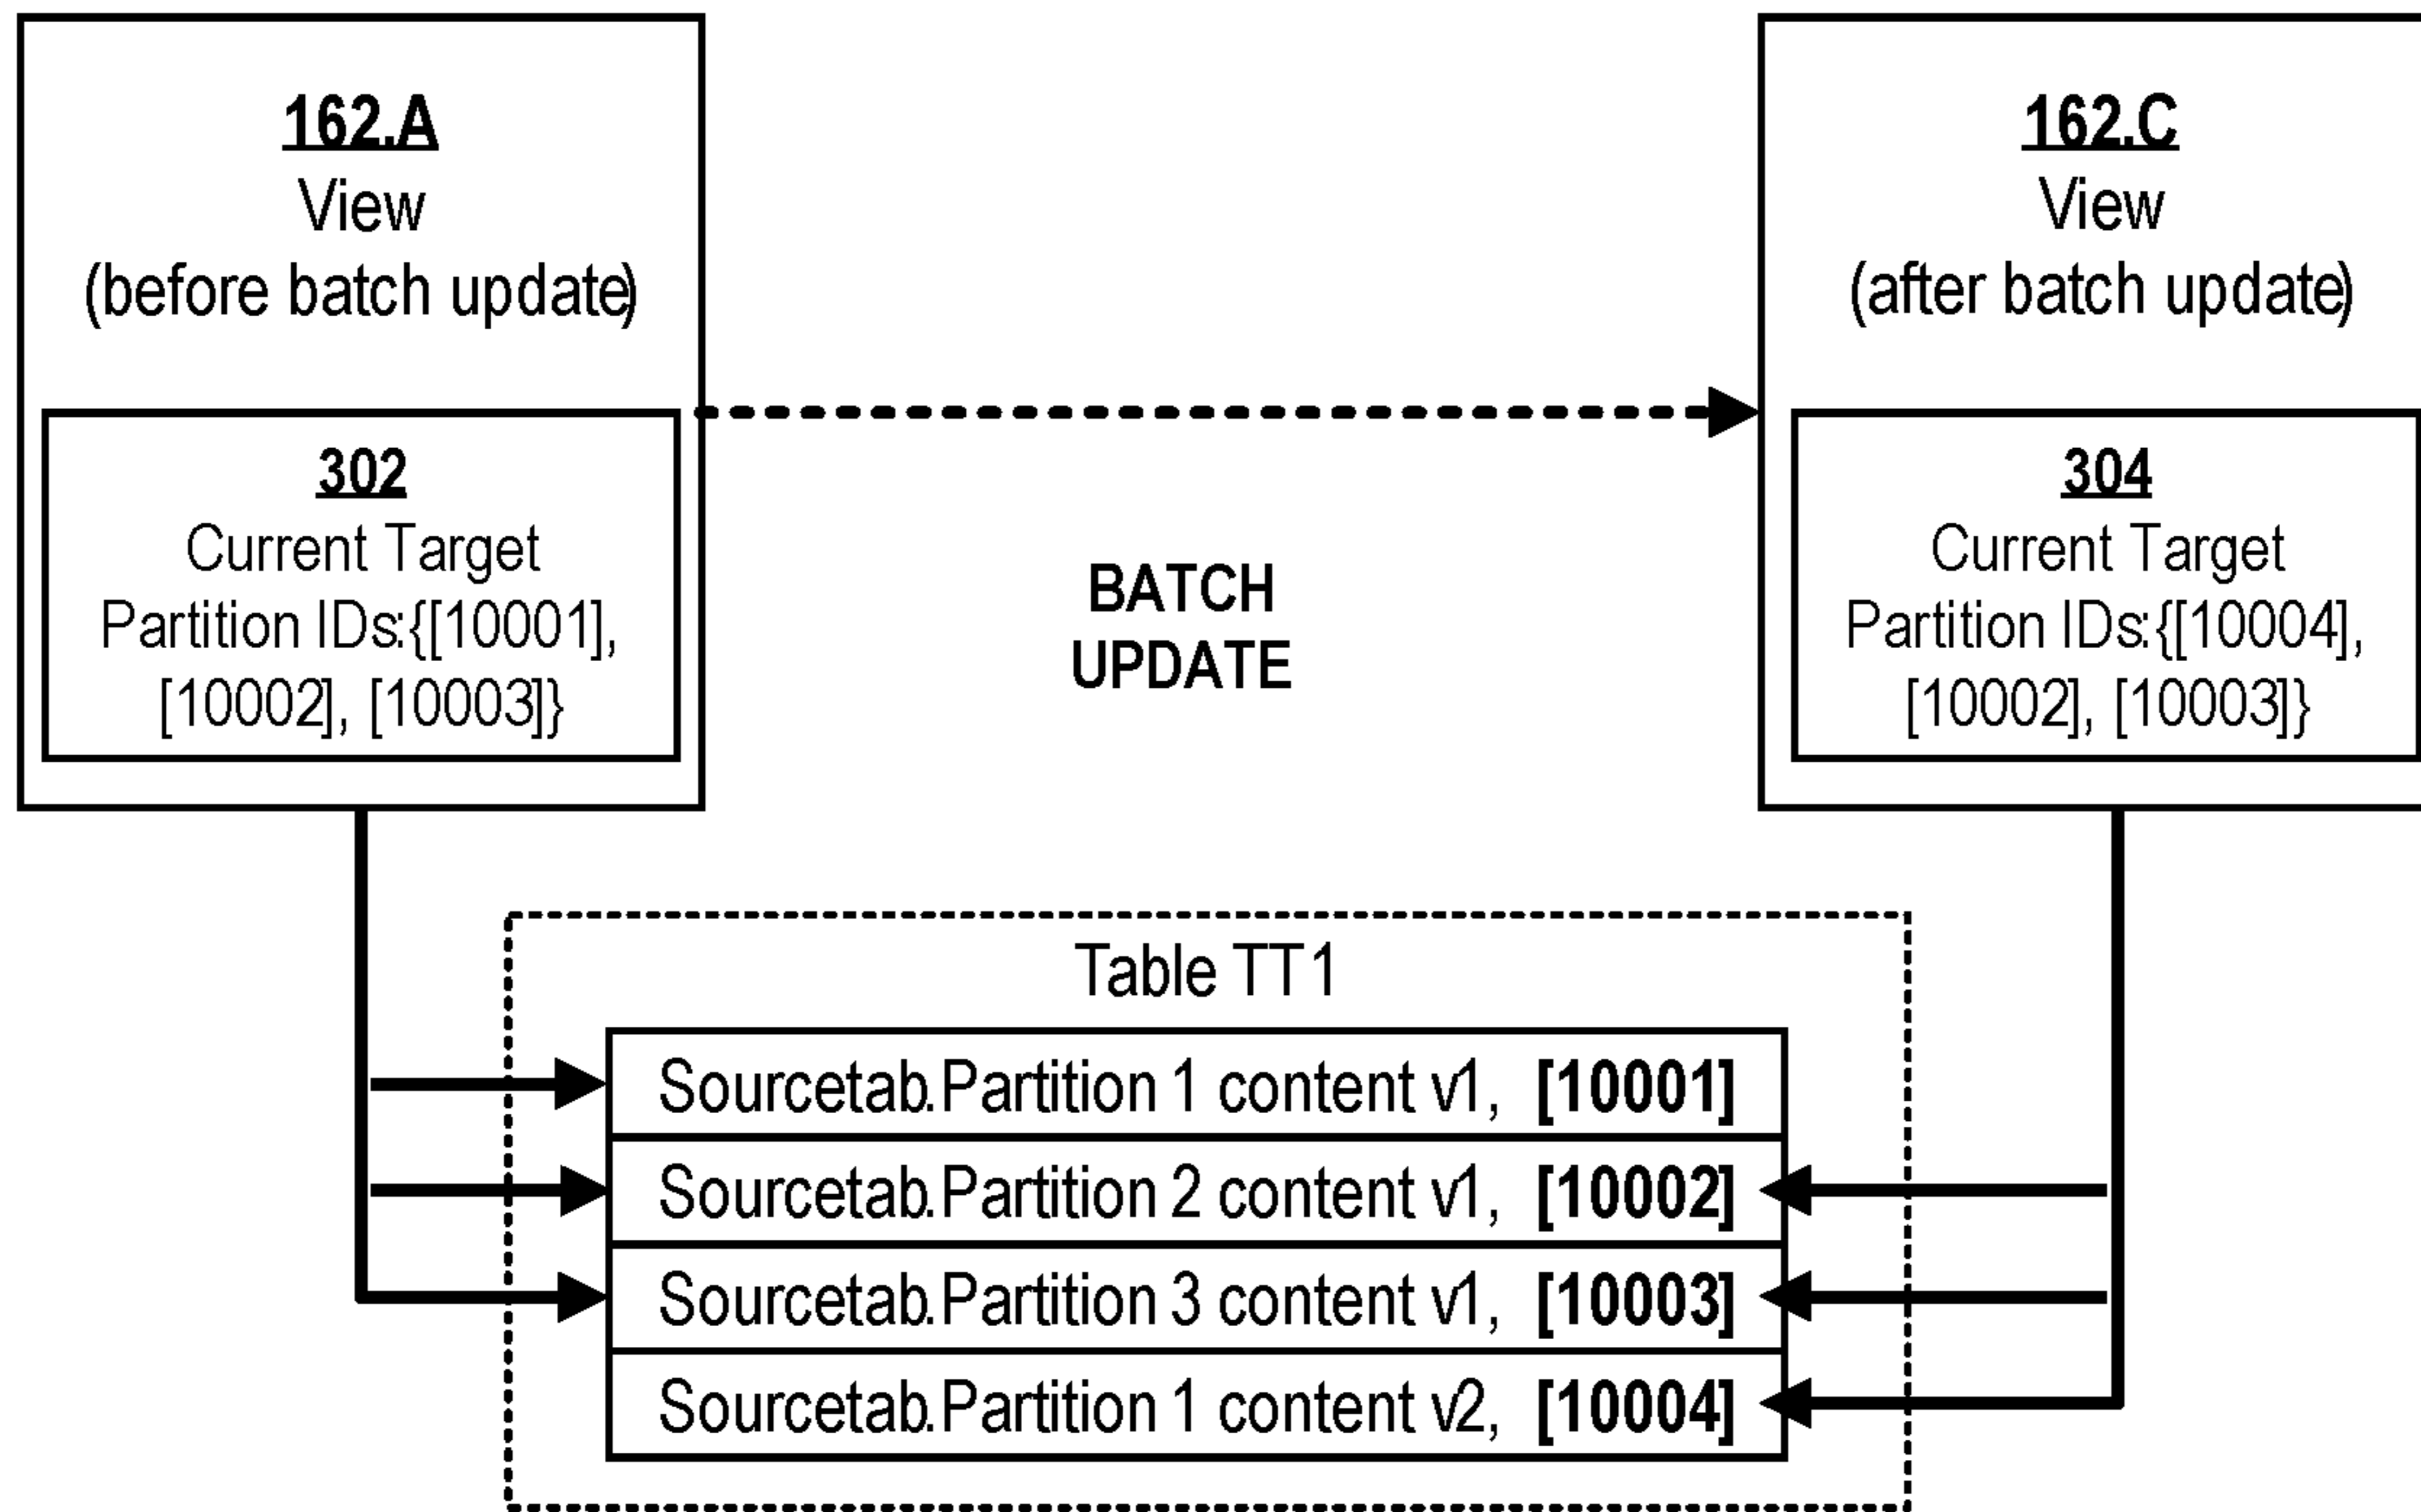 162.A
View
(before batch update)
302
Current Target
Partition IDs:{[10001],
[10002], [10003]}
BATCH
UPDATE
162.C
View
(after batch update)
304
Current Target
Partition IDs:{[10004],
[10002], [10003]}
Table TT1
Sourcetab.Partition 1 content v1, [10001]
Sourcetab.Partition 2 content v1, [10002]
Sourcetab.Partition 3 content v1, [10003]
Sourcetab.Partition 1 content v2, [10004]